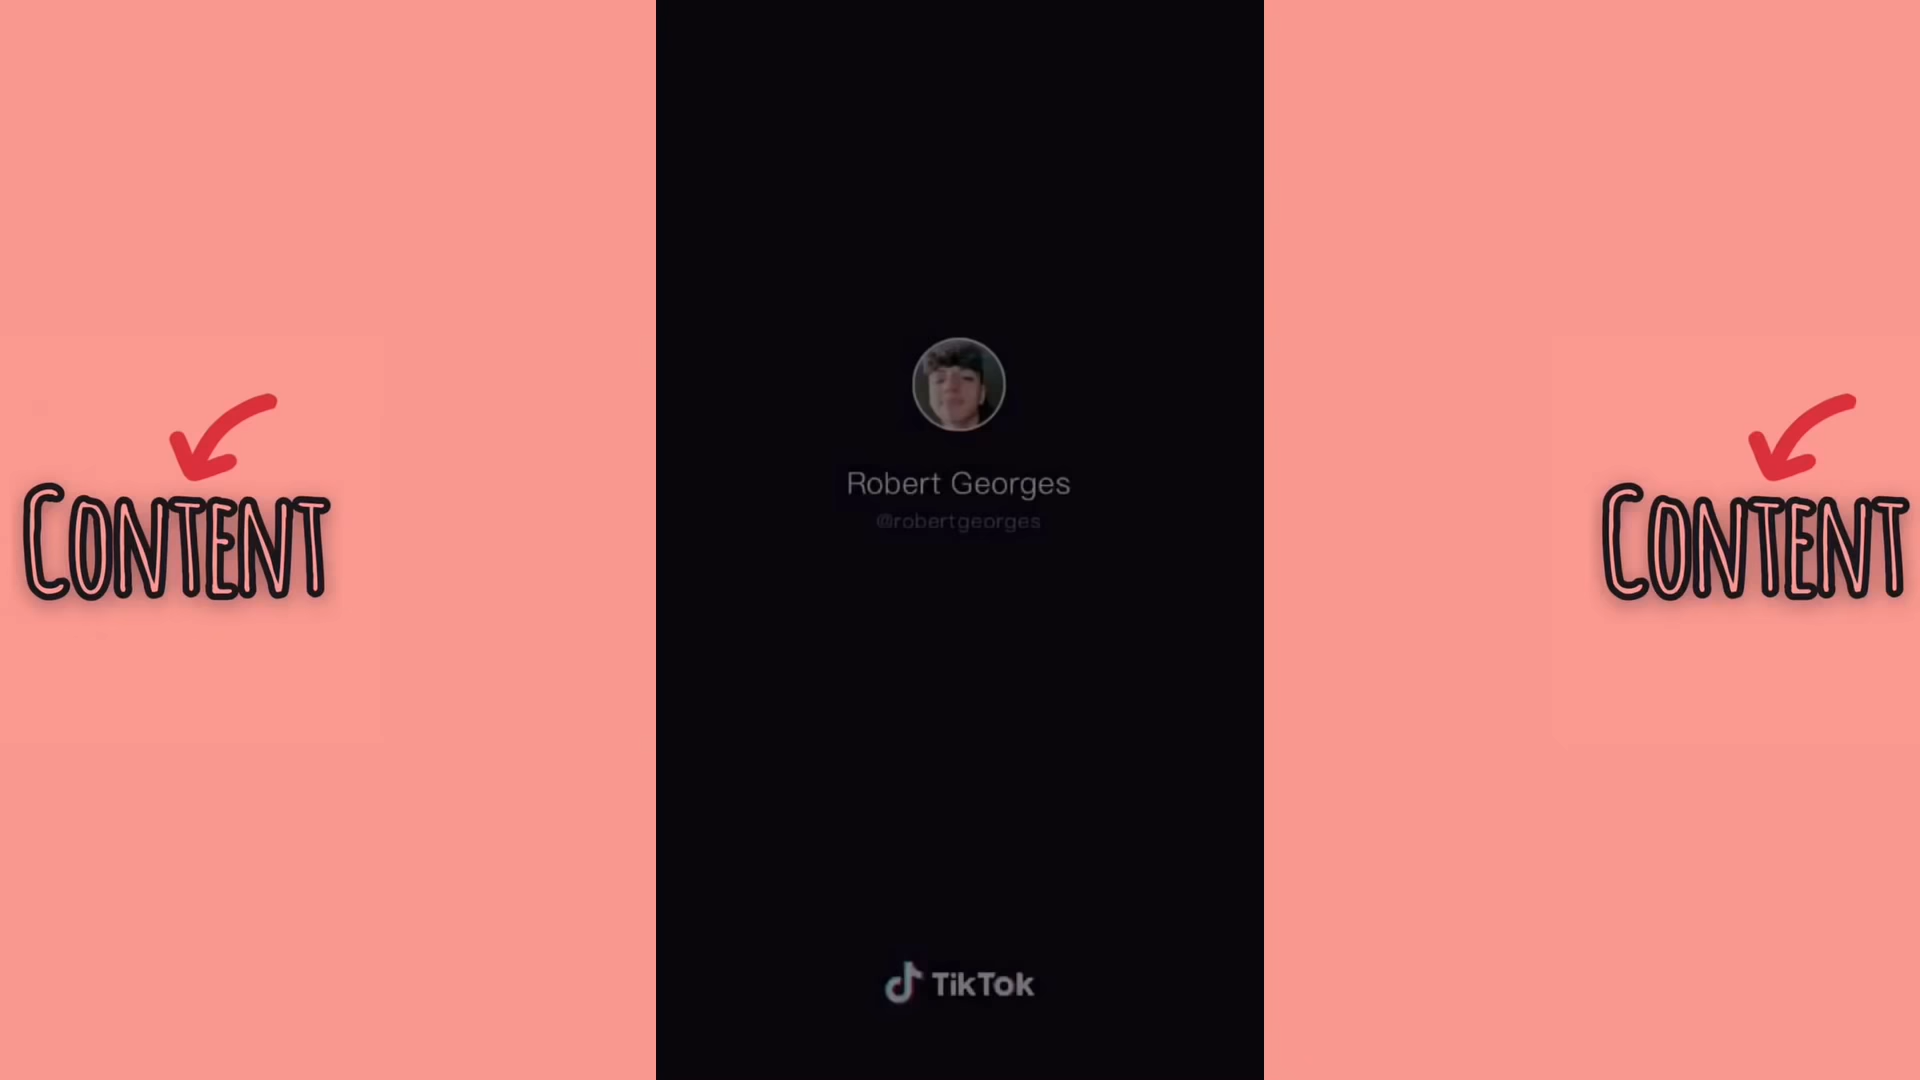 Content
Robert Georges
@robertgeorges
TikTok
Content